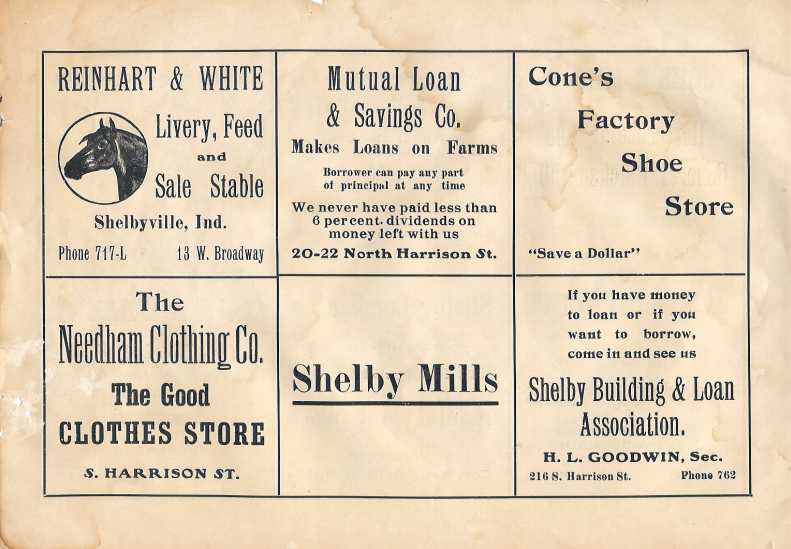 REINHART & WHITE
Livery, Feed
and
Sale Stable
Shelbyville, Ind.
Phone 717-L 13 W. Broadway
Mutual Loan
& Savings Co.
Makes Loans on Farms
Borrower can pay any part
of principal at any time
We never have paid less than
6 per cent. dividends on
money left with us
20-22 North Harrison St.
Cone's
Factory
Shoe
Store
"Save a Dollar"
The
Needham Clothing Co.
The Good
CLOTHES STORE
S. HARRISON ST.
Shelby Mills
If you have money
to loan or if you
want to borrow,
come in and see us
Shelby Building & Loan
Association.
H. L. GOODWIN, Sec.
216 S. Harrison St. Phone 762